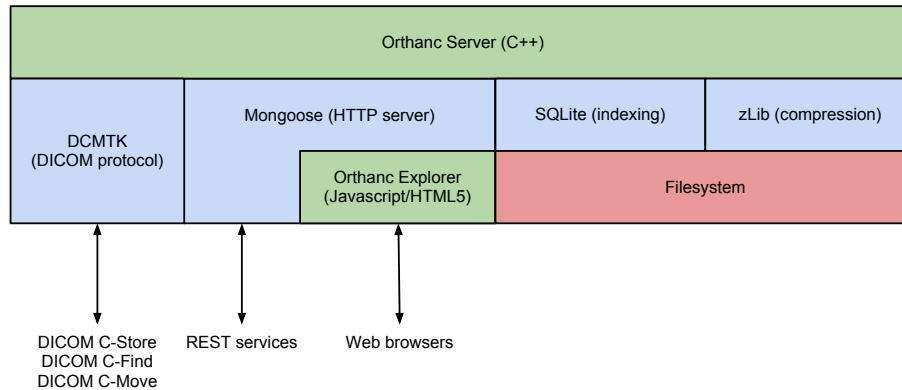 Orthanc Server (C++)
DCMTK
(DICOM protocol)
Mongoose (HTTP server)
SQLite (indexing)
zLib (compression)
Orthanc Explorer
(Javascript/HTML5)
Filesystem
DICOM C-Store
DICOM C-Find
DICOM C-Move
REST services
Web browsers